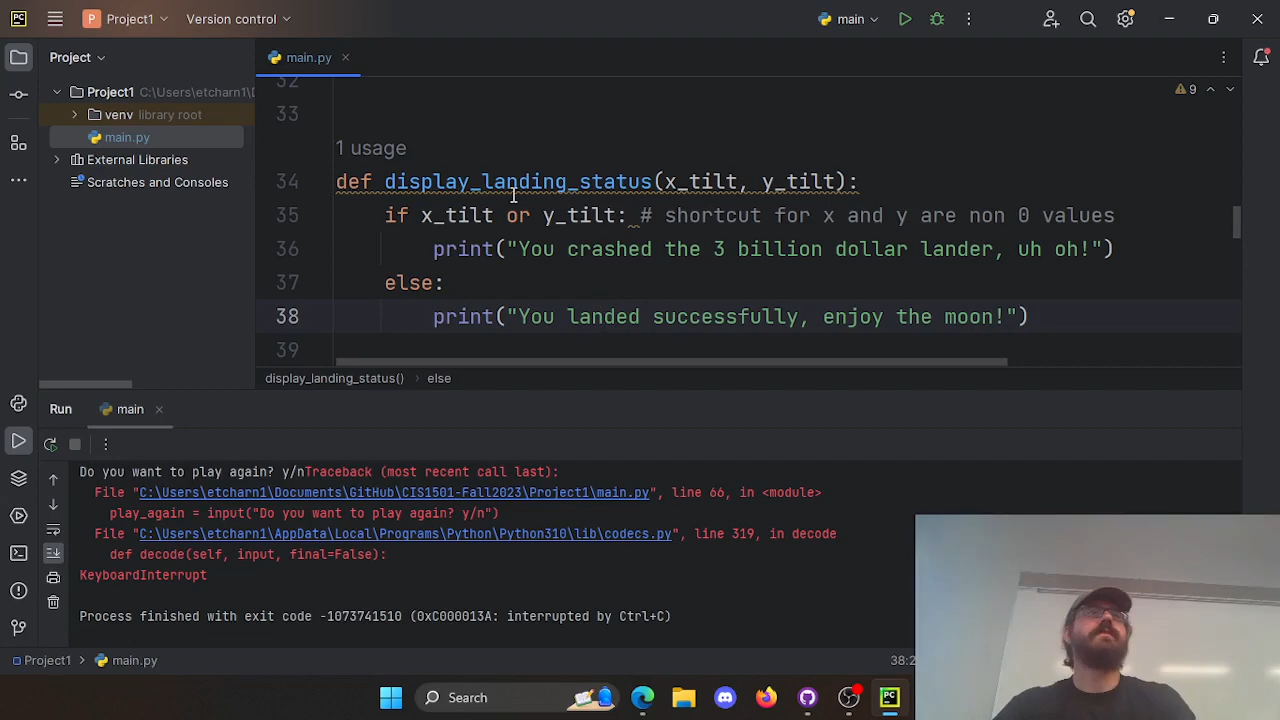 PC
P Project1
Version control
main
Project
main.py
Project1 C:\Users\etcharn1\D
venv library root
main.py
External Libraries
Scratches and Consoles
9
32
33
1 usage
34 def display_landing_status(x_tilt, y_tilt):
35 if x_tilt or y_tilt: # shortcut for x and y are non 0 values
36 print("You crashed the 3 billion dollar lander, uh oh!")
37 else:
38 print("You landed successfully, enjoy the moon!")
39
display_landing_status() › else
Run
main
Do you want to play again? y/nTraceback (most recent call last):
File "C:\Users\etcharn1\Documents\GitHub\CIS1501-Fall2023\Project1\main.py", line 66, in <module>
play_again = input("Do you want to play again? y/n")
File "C:\Users\etcharn1\AppData\Local\Programs\Python\Python310\lib\codecs.py", line 319, in decode
def decode(self, input, final=False):
KeyboardInterrupt
Process finished with exit code -1073741510 (0xC000013A: interrupted by Ctrl+C)
Project1 › main.py
38:2
Search
PC